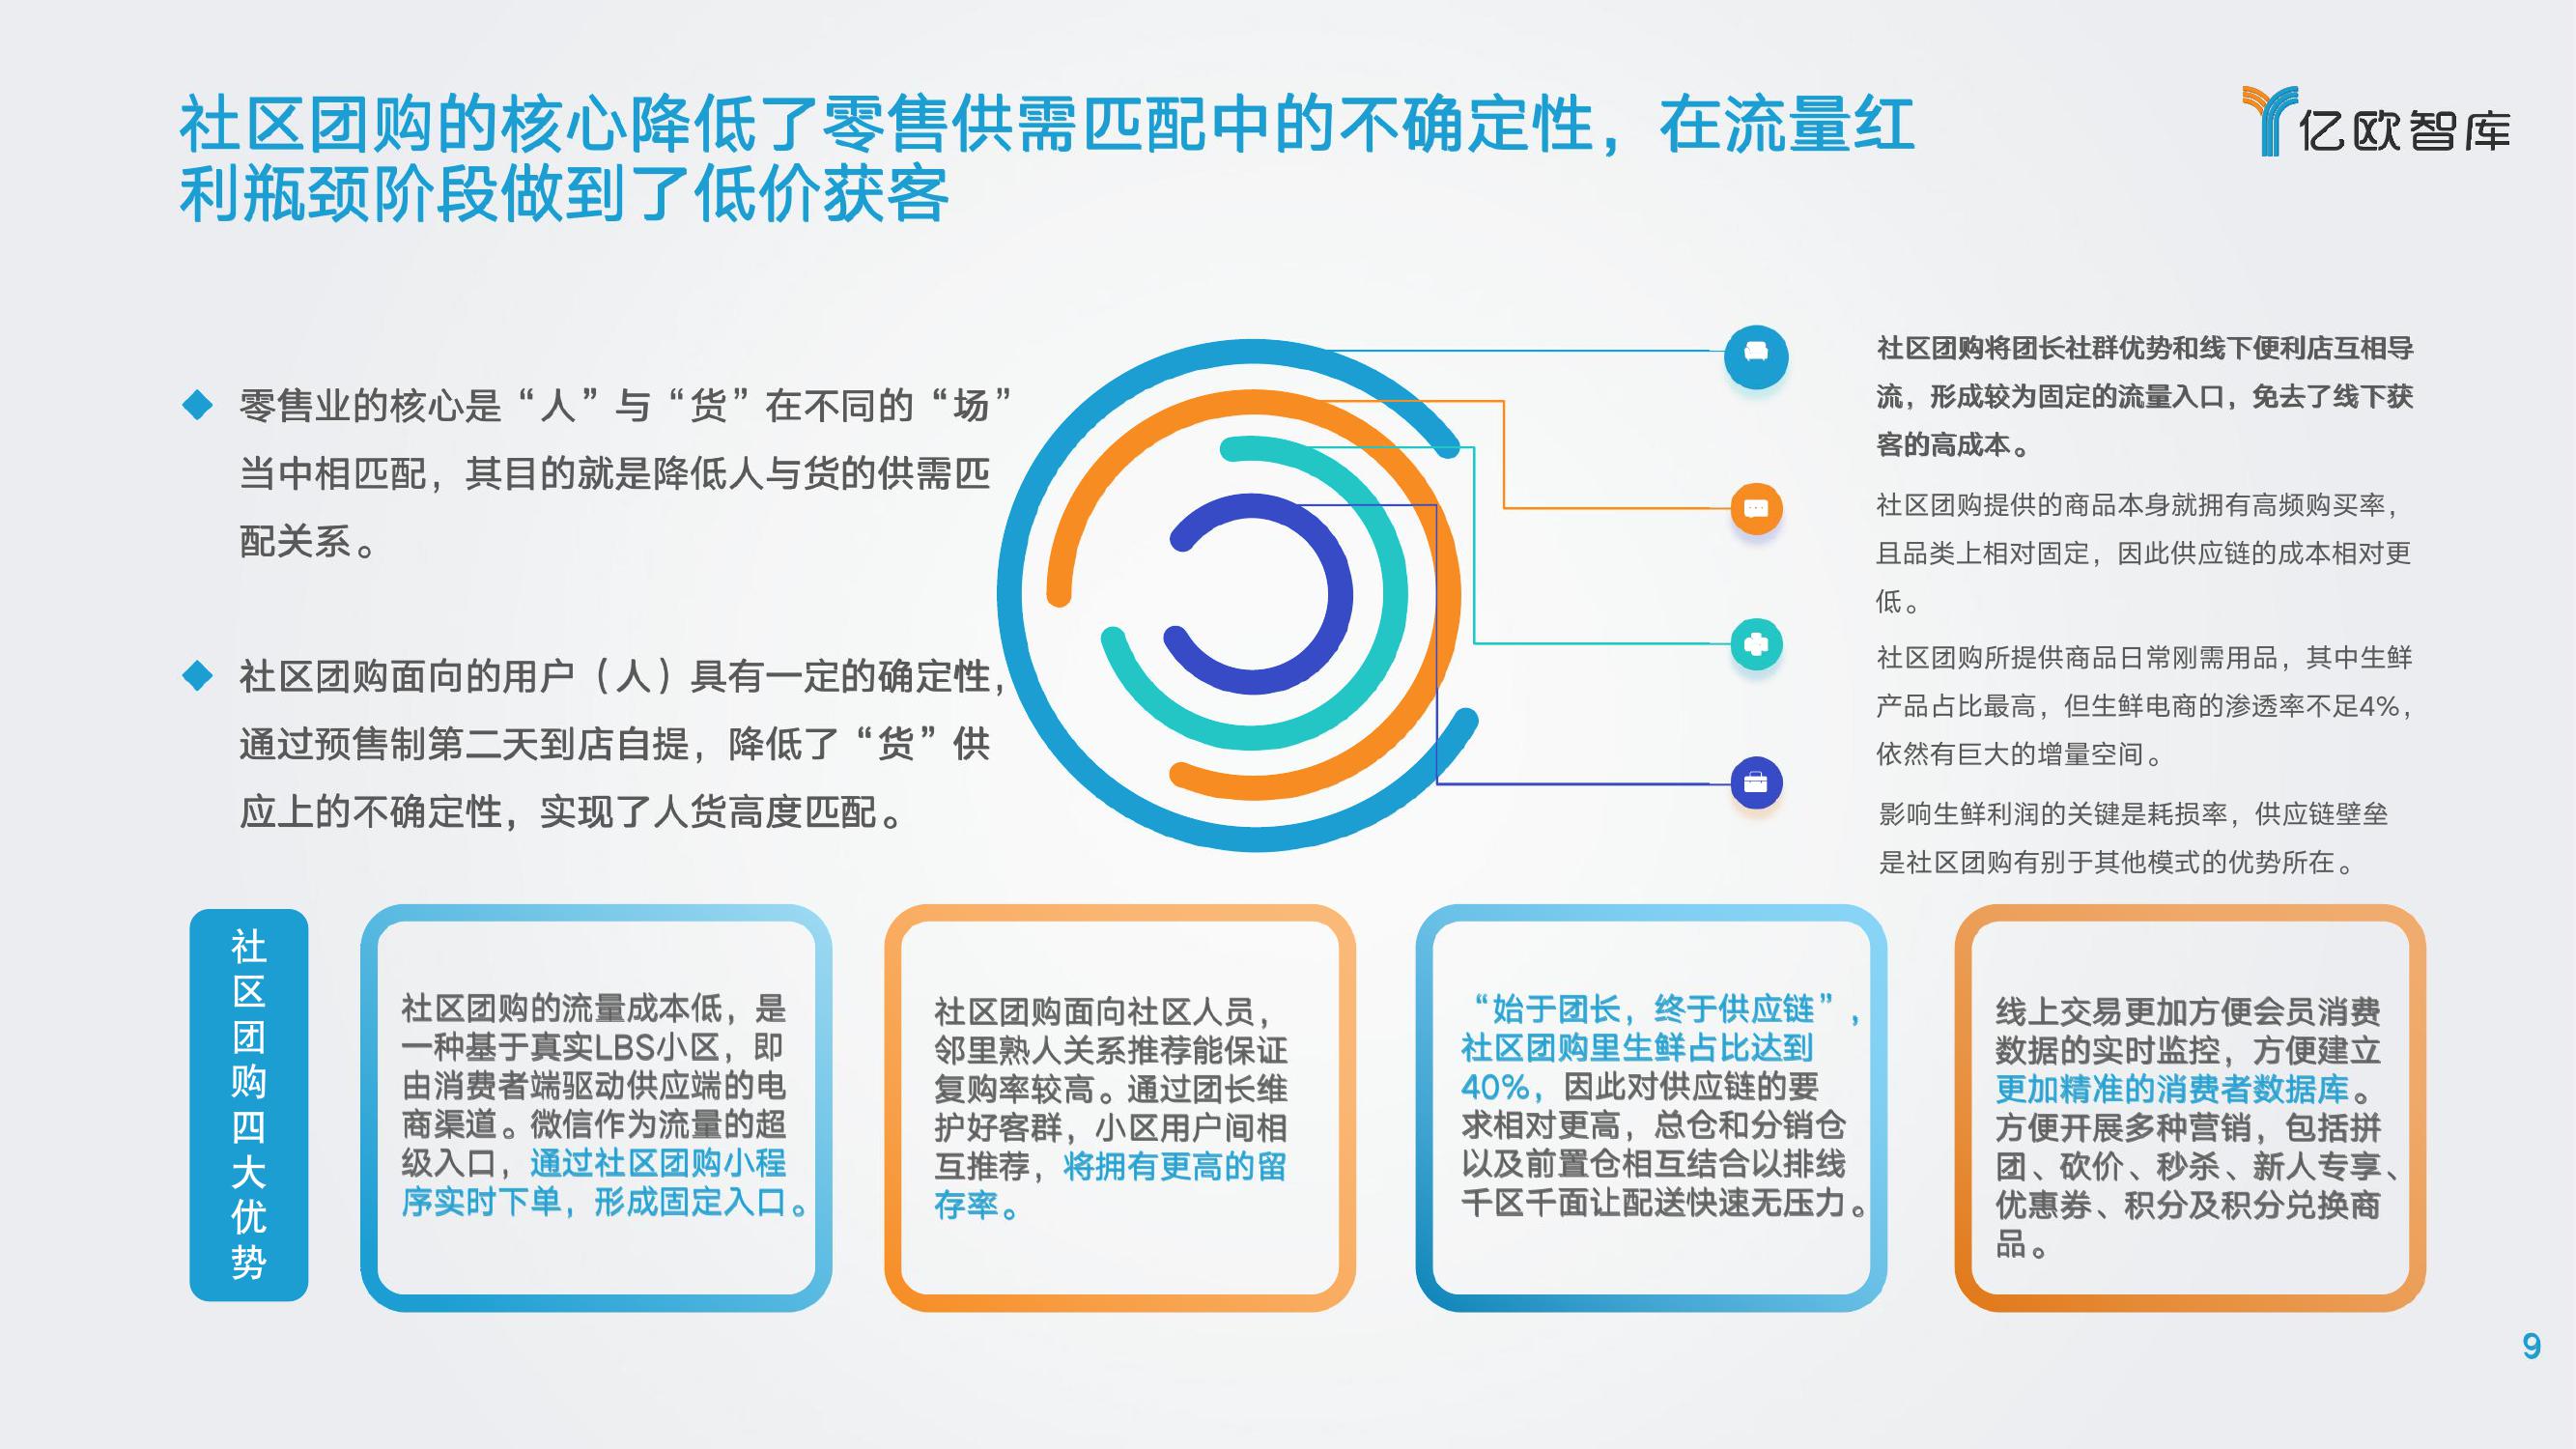 社区团购的核心降低了零售供需匹配中的不确定性，在流量红
利瓶颈阶段做到了低价获客
亿欧智库
零售业的核心是“人”与“货”在不同的“场”
当中相匹配，其目的就是降低人与货的供需匹
配关系。
社区团购面向的用户（人）具有一定的确定性，
通过预售制第二天到店自提，降低了“货”供
应上的不确定性，实现了人货高度匹配。
社区团购将团长社群优势和线下便利店互相导
流，形成较为固定的流量入口，免去了线下获
客的高成本。
社区团购提供的商品本身就拥有高频购买率，
且品类上相对固定，因此供应链的成本相对更
低。
社区团购所提供商品日常刚需用品，其中生鲜
产品占比最高，但生鲜电商的渗透率不足4%，
依然有巨大的增量空间。
影响生鲜利润的关键是耗损率，供应链壁垒
是社区团购有别于其他模式的优势所在。
社
区
团
购
四
大
优
势
社区团购的流量成本低，是
一种基于真实LBS小区，即
由消费者端驱动供应端的电
商渠道。微信作为流量的超
级入口，通过社区团购小程
序实时下单，形成固定入口。
社区团购面向社区人员，
邻里熟人关系推荐能保证
复购率较高。通过团长维
护好客群，小区用户间相
互推荐，将拥有更高的留
存率。
“始于团长，终于供应链”，
社区团购里生鲜占比达到
40%，因此对供应链的要
求相对更高，总仓和分销仓
以及前置仓相互结合以排线
千区千面让配送快速无压力。
线上交易更加方便会员消费
数据的实时监控，方便建立
更加精准的消费者数据库。
方便开展多种营销，包括拼
团、砍价、秒杀、新人专享、
优惠券、积分及积分兑换商
品。
9